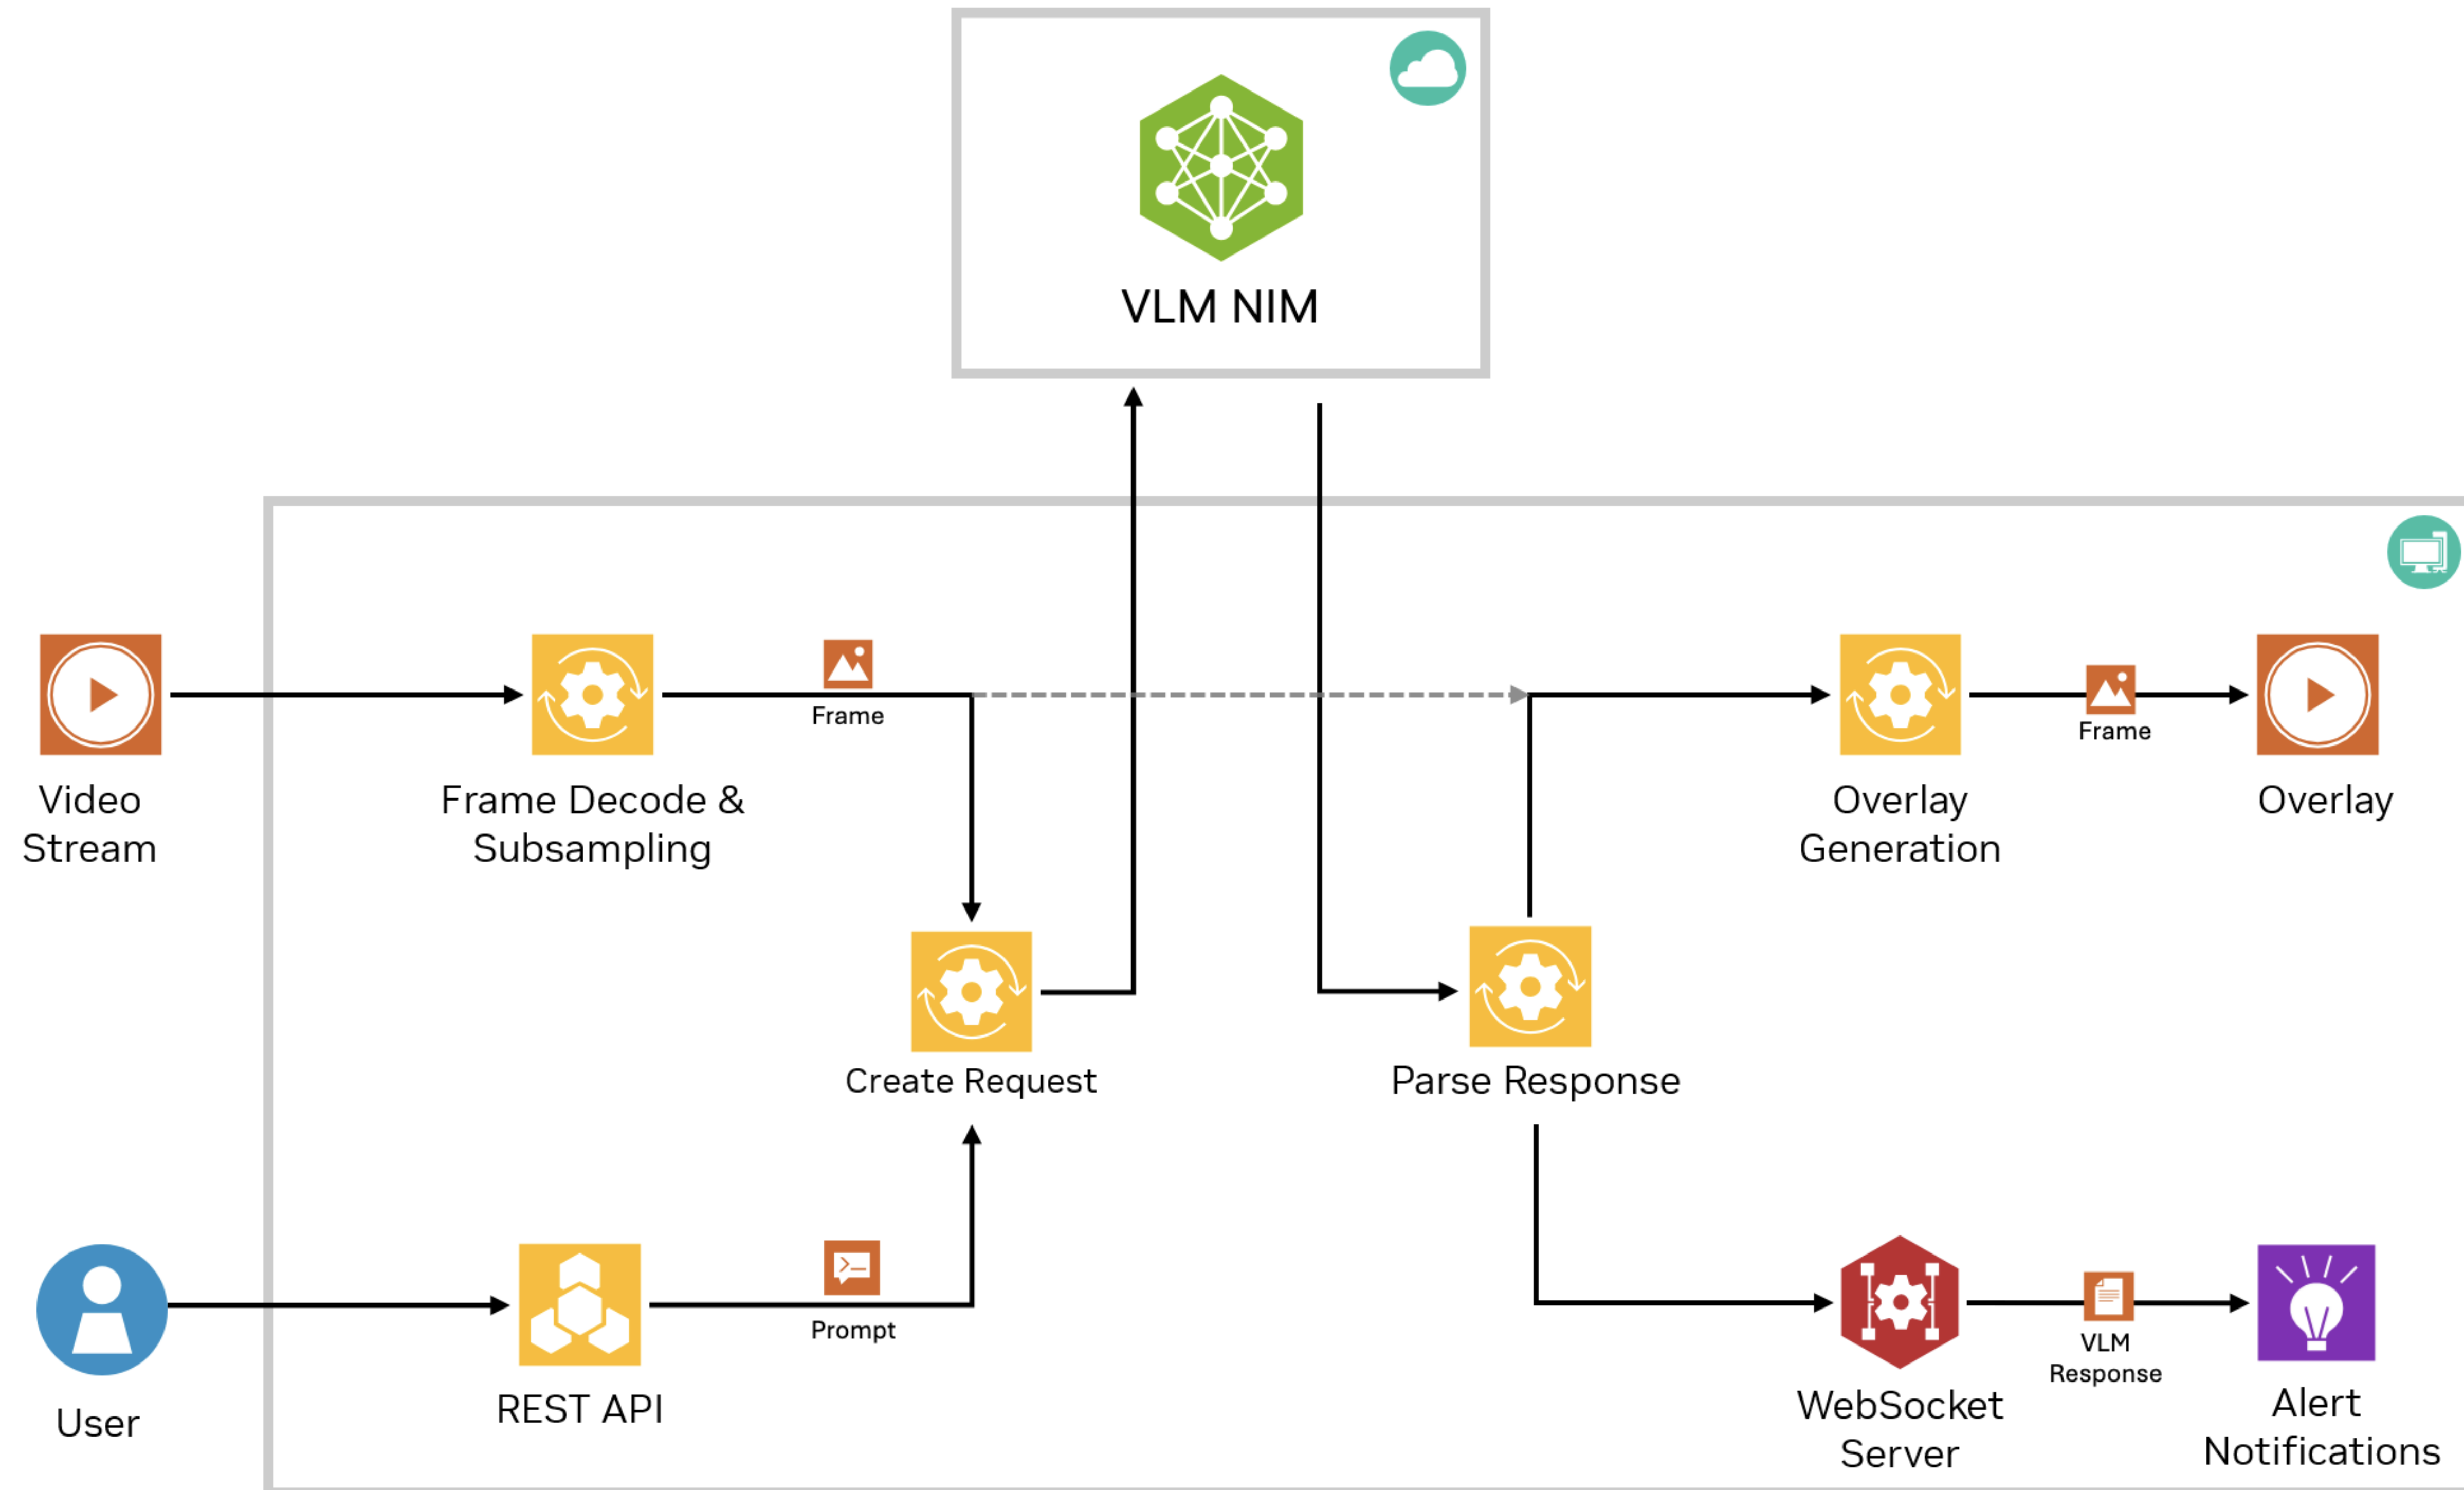 VLM NIM
Video
Stream
Frame Decode &
Subsampling
Frame
Overlay
Generation
Frame
Overlay
Create Request
Parse Response
User
REST API
Prompt
WebSocket
Server
VLM
Response
Alert
Notifications